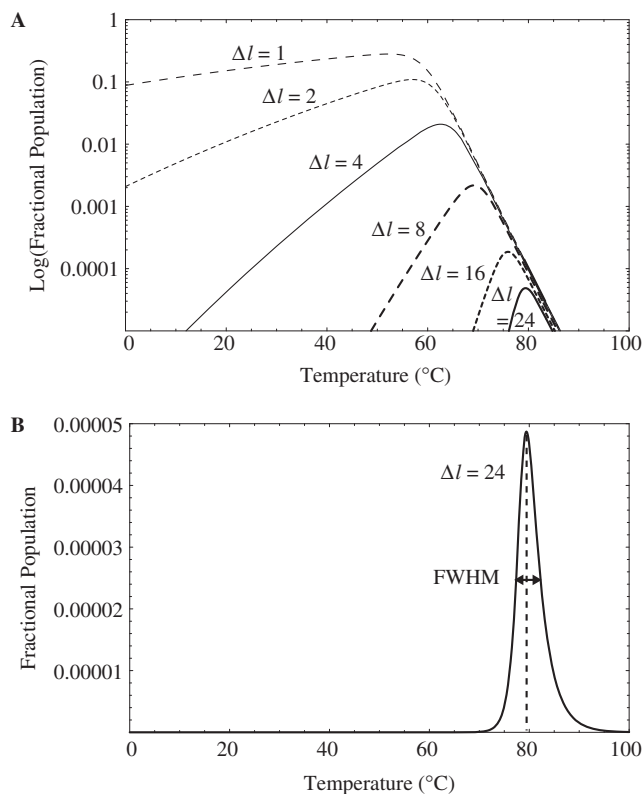 A
1
0.1
0.01
0.001
0.0001
Log(Fractional Population)
Δl = 1
Δl = 2
Δl = 4
Δl = 8
Δl = 16
Δl
= 24
0 20 40 60 80 100
Temperature (°C)
B
0.00005
0.00004
0.00003
0.00002
0.00001
Fractional Population
Δl = 24
FWHM
0 20 40 60 80 100
Temperature (°C)